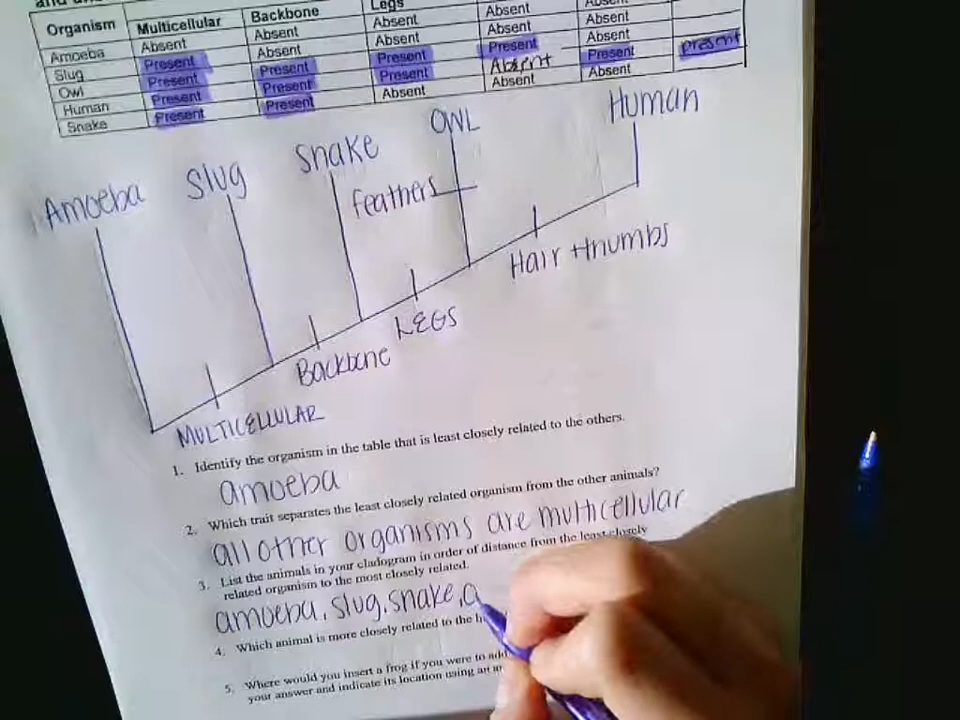 Organism Multicellular Backbone Legs
Amoeba Absent Absent Absent Absent Absent
Slug Present Absent Absent Absent Absent
Owl Present Present Present Present Absent
Human Present Present Present Absent Present present
Snake Present Present Absent Absent Absent
Amoeba Slug Snake OWL Human
feathers
Hair + thumbs
LEGS
Backbone
MULTICELLULAR
1. Identify the organism in the table that is least closely related to the others.
amoeba
2. Which trait separates the least closely related organism from the other animals?
all other organisms are multicellular
3. List the animals in your cladogram in order of distance from the least closely
related organism to the most closely related.
amoeba, slug, snake,
4. Which animal is more closely related to the
5. Where would you insert a frog if you were to add
your answer and indicate its location using an